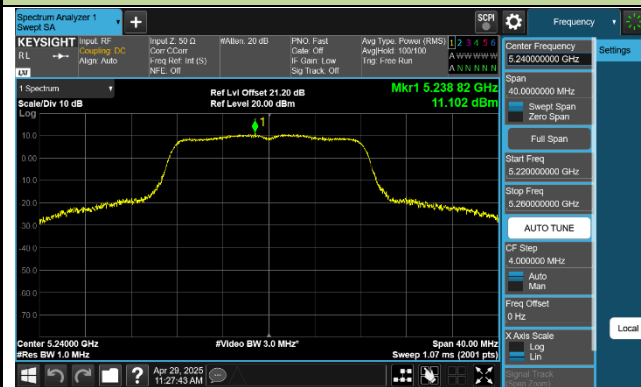 Spectrum Analyzer 1
Swept SA
SCPI
Frequency
KEYSIGHT
RL
Input: RF
Coupling: DC
Align: Auto
Input Z: 50 Ω
Corr CCorr
Freq Ref: Int (S)
NFE: Off
#Atten: 20 dB
PNO: Fast
Gate: Off
IF Gain: Low
Sig Track: Off
Avg Type: Power (RMS)
Avg|Hold: 100/100
Trig: Free Run
1 2 3 4 5 6
A W W W W W
A N N N N N
Center Frequency
5.240000000 GHz
Settings
Span
40.0000000 MHz
Swept Span
Zero Span
Full Span
Start Freq
5.220000000 GHz
Stop Freq
5.260000000 GHz
AUTO TUNE
CF Step
4.000000 MHz
Auto
Man
Freq Offset
0 Hz
X Axis Scale
Log
Lin
Signal Track
(Span Zoom)
Local
1 Spectrum
Scale/Div 10 dB
Log
Ref Lvl Offset 21.20 dB
Ref Level 20.00 dBm
Mkr1 5.238 82 GHz
11.102 dBm
1
10.0
0.00
-10.0
-20.0
-30.0
-40.0
-50.0
-60.0
-70.0
Center 5.24000 GHz
#Res BW 1.0 MHz
#Video BW 3.0 MHz*
Span 40.00 MHz
Sweep 1.07 ms (2001 pts)
?
Apr 29, 2025
11:27:43 AM